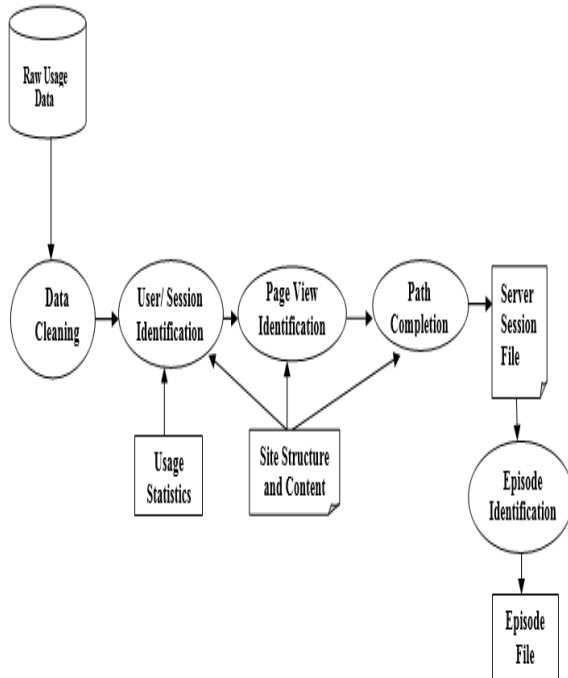 Raw Usage
Data
Data
Cleaning
User/ Session
Identification
Page View
Identification
Path
Completion
Server
Session
File
Usage
Statistics
Site Structure
and Content
Episode
Identification
Episode
File